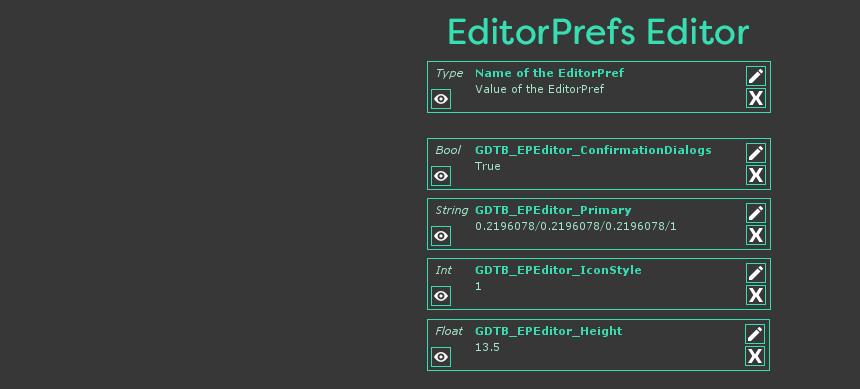 EditorPrefs Editor
Type Name of the EditorPref
Value of the EditorPref
Bool GDTB_EPEditor_ConfirmationDialogs
True
String GDTB_EPEditor_Primary
0.2196078/0.2196078/0.2196078/1
Int GDTB_EPEditor_IconStyle
1
Float GDTB_EPEditor_Height
13.5